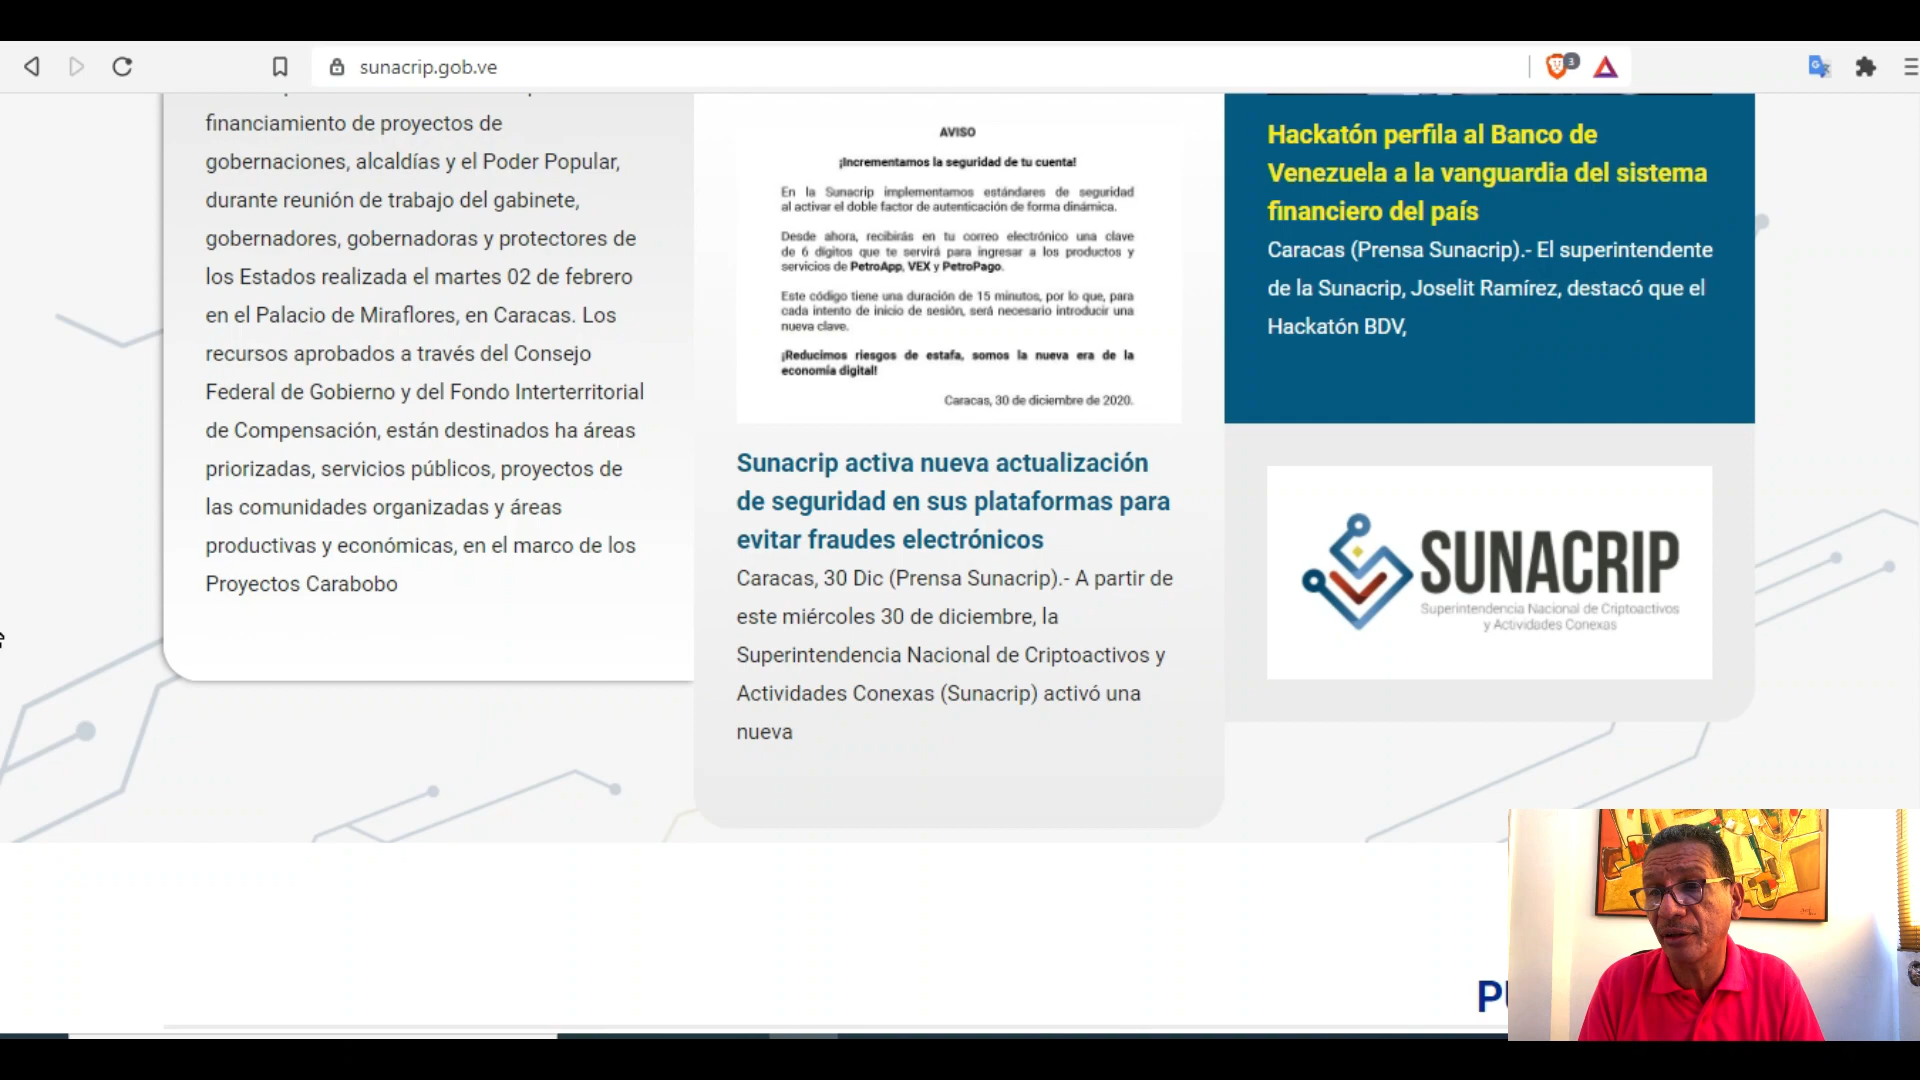 sunacrip.gob.ve
3
financiamiento de proyectos de
gobernaciones, alcaldías y el Poder Popular,
durante reunión de trabajo del gabinete,
gobernadores, gobernadoras y protectores de
los Estados realizada el martes 02 de febrero
en el Palacio de Miraflores, en Caracas. Los
recursos aprobados a través del Consejo
Federal de Gobierno y del Fondo Interterritorial
de Compensación, están destinados ha áreas
priorizadas, servicios públicos, proyectos de
las comunidades organizadas y áreas
productivas y económicas, en el marco de los
Proyectos Carabobo
AVISO
¡Incrementamos la seguridad de tu cuenta!
En la Sunacrip implementamos estándares de seguridad
al activar el doble factor de autenticación de forma dinámica.
Desde ahora, recibirás en tu correo electrónico una clave
de 6 dígitos que te servirá para ingresar a los productos y
servicios de PetroApp, VEX y PetroPago.
Este código tiene una duración de 15 minutos, por lo que, para
cada intento de inicio de sesión, será necesario introducir una
nueva clave.
¡Reducimos riesgos de estafa, somos la nueva era de la
economía digital!
Caracas, 30 de diciembre de 2020.
Sunacrip activa nueva actualización
de seguridad en sus plataformas para
evitar fraudes electrónicos
Caracas, 30 Dic (Prensa Sunacrip).- A partir de
este miércoles 30 de diciembre, la
Superintendencia Nacional de Criptoactivos y
Actividades Conexas (Sunacrip) activó una
nueva
Hackatón perfila al Banco de
Venezuela a la vanguardia del sistema
financiero del país
Caracas (Prensa Sunacrip).- El superintendente
de la Sunacrip, Joselit Ramírez, destacó que el
Hackatón BDV,
SUNACRIP
Superintendencia Nacional de Criptoactivos
y Actividades Conexas